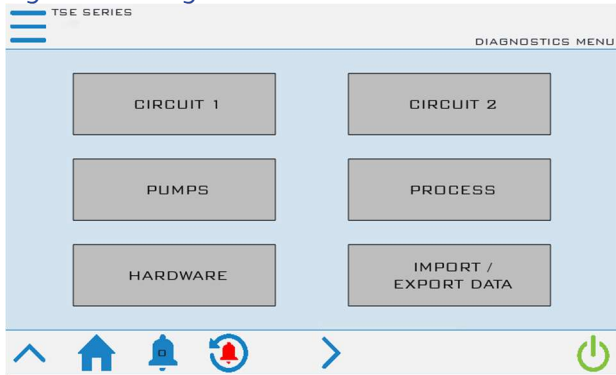 TSE SERIES
DIAGNOSTICS MENU
CIRCUIT 1
CIRCUIT 2
PUMPS
PROCESS
HARDWARE
IMPORT /
EXPORT DATA
0